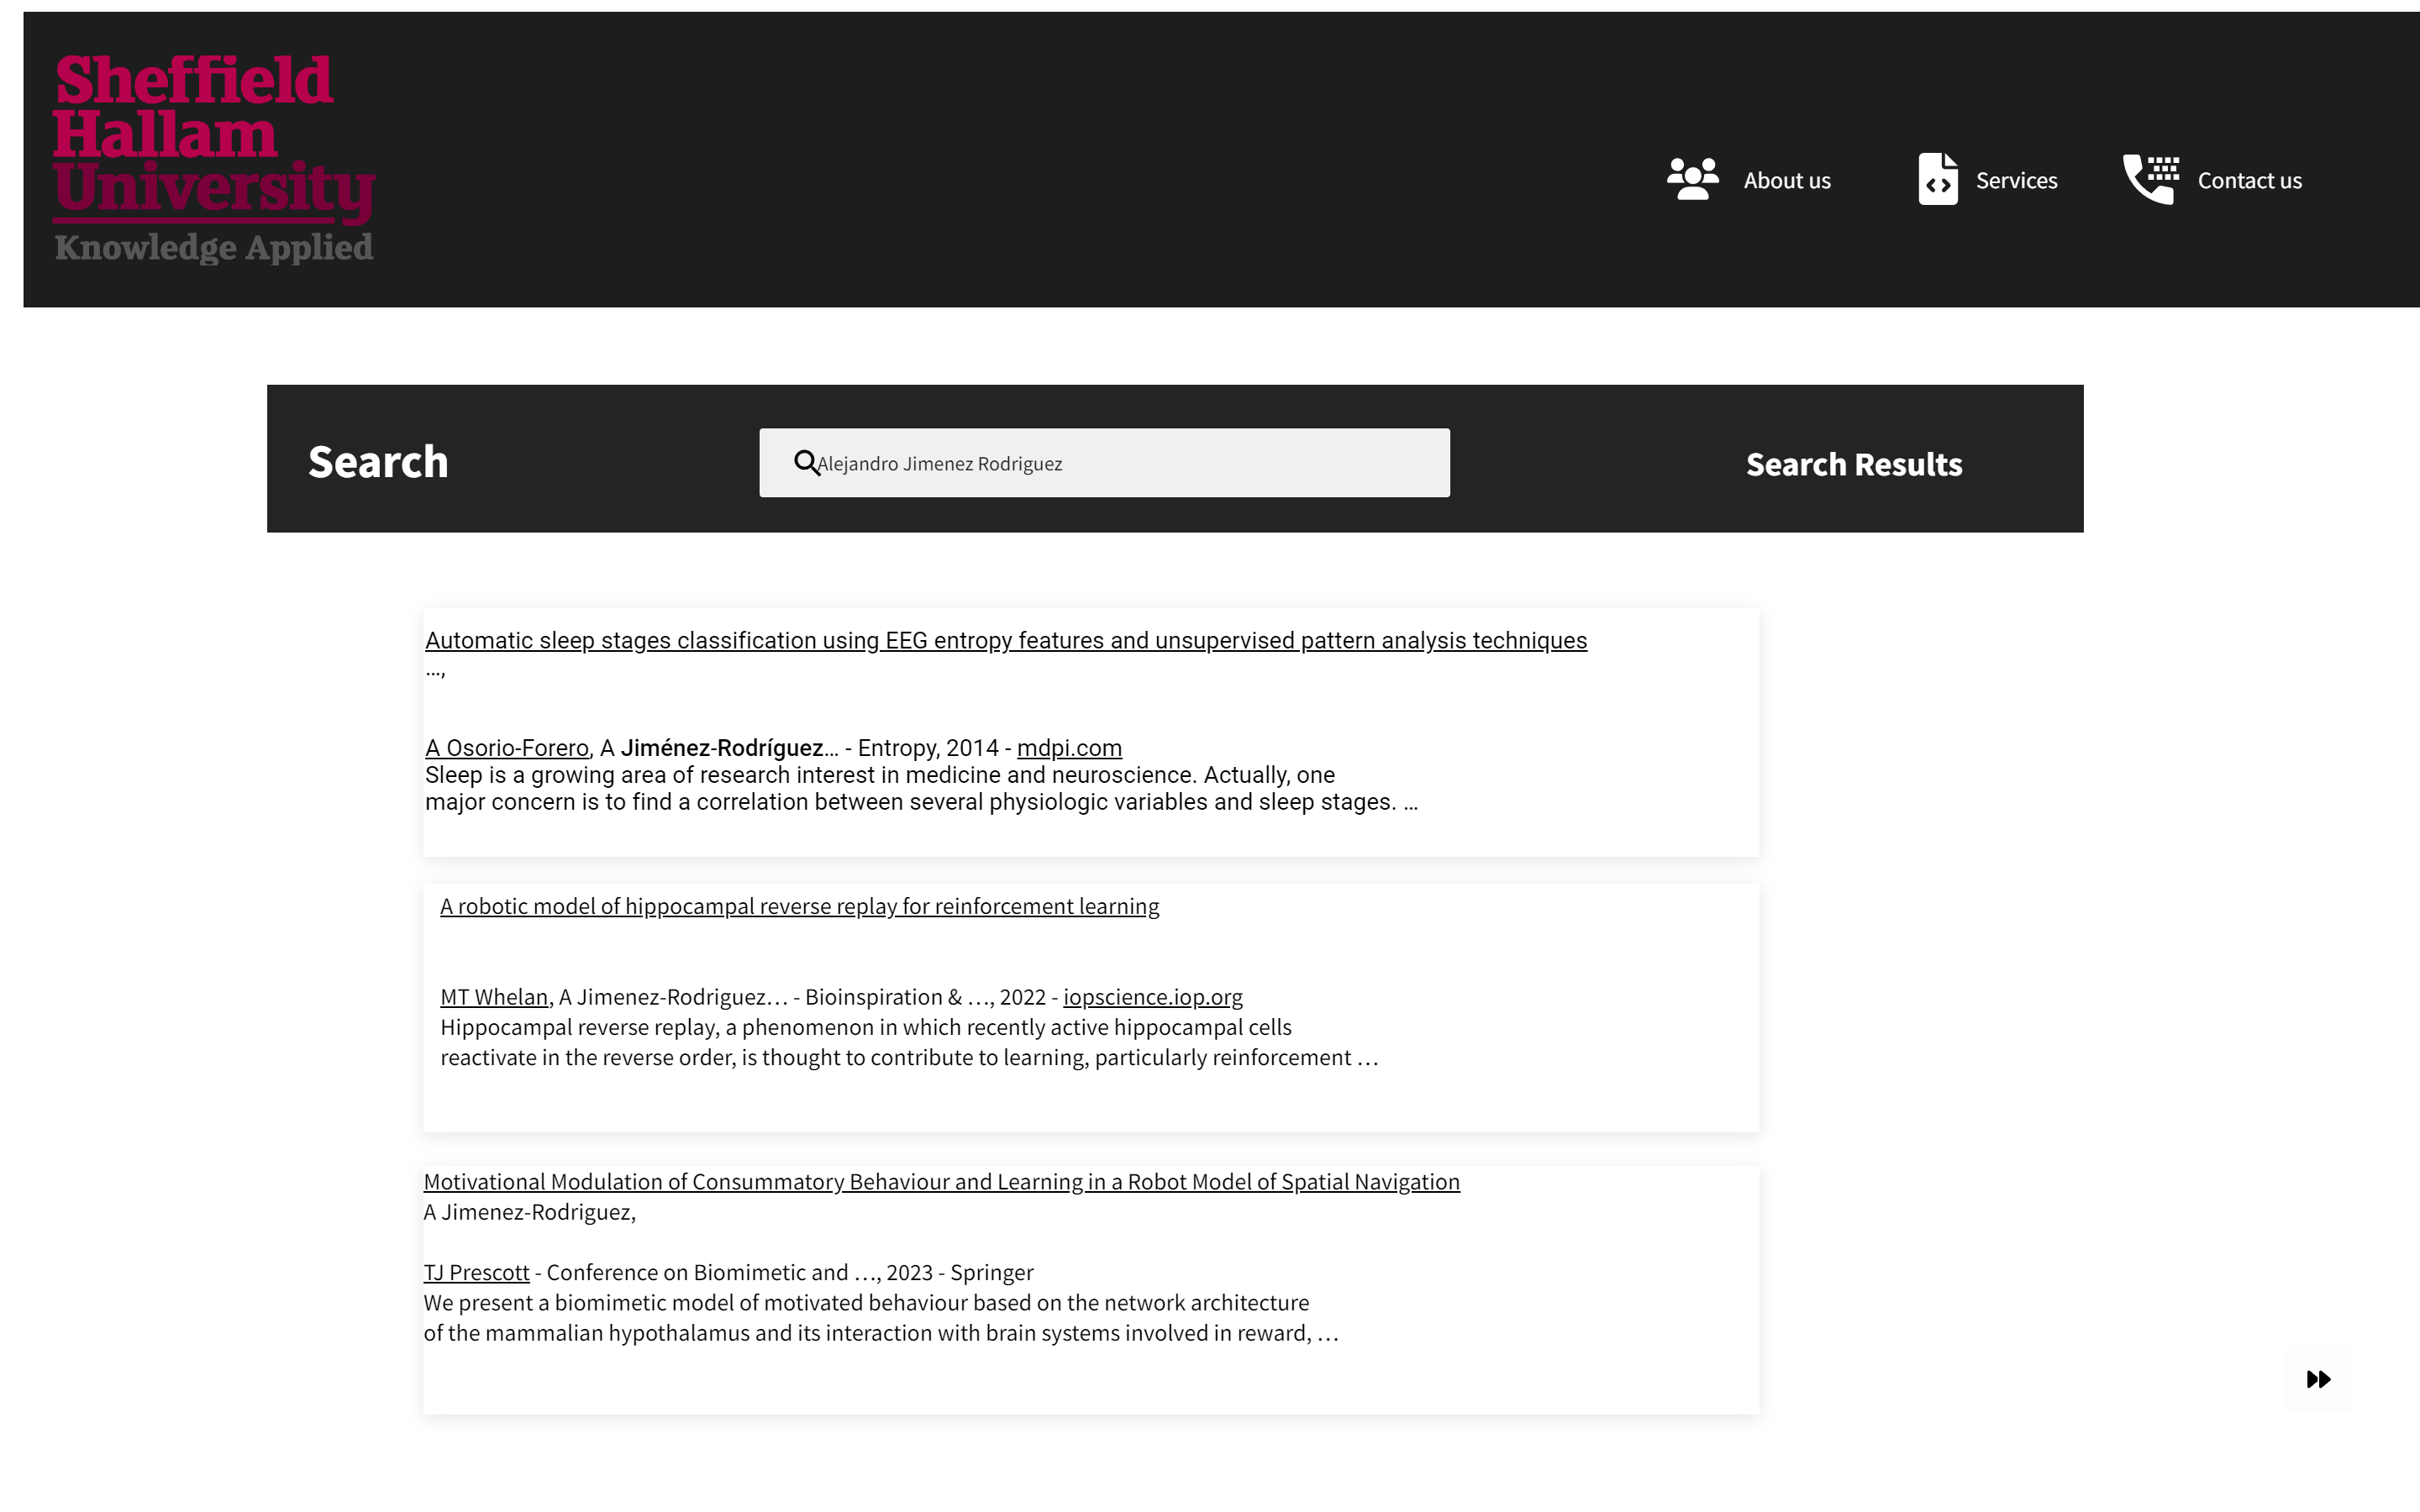 Sheffield
Hallam
University
Knowledge Applied
About us
Services
Contact us
Search
Alejandro Jimenez Rodriguez
Search Results
Automatic sleep stages classification using EEG entropy features and unsupervised pattern analysis techniques
…,
A Osorio-Forero, A Jiménez-Rodríguez… - Entropy, 2014 - mdpi.com
Sleep is a growing area of research interest in medicine and neuroscience. Actually, one
major concern is to find a correlation between several physiologic variables and sleep stages. …
A robotic model of hippocampal reverse replay for reinforcement learning
MT Whelan, A Jimenez-Rodriguez… - Bioinspiration & …, 2022 - iopscience.iop.org
Hippocampal reverse replay, a phenomenon in which recently active hippocampal cells
reactivate in the reverse order, is thought to contribute to learning, particularly reinforcement …
Motivational Modulation of Consummatory Behaviour and Learning in a Robot Model of Spatial Navigation
A Jimenez-Rodriguez,
TJ Prescott - Conference on Biomimetic and …, 2023 - Springer
We present a biomimetic model of motivated behaviour based on the network architecture
of the mammalian hypothalamus and its interaction with brain systems involved in reward, …